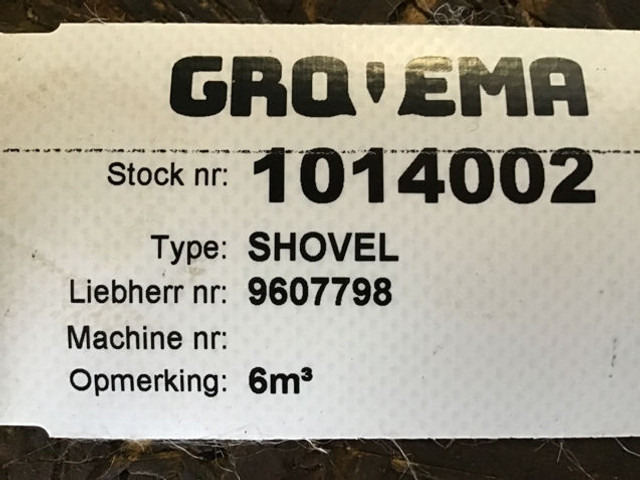 GROVEMA
Stock nr: 1014002
Type: SHOVEL
Liebherr nr: 9607798
Machine nr:
Opmerking: 6m³